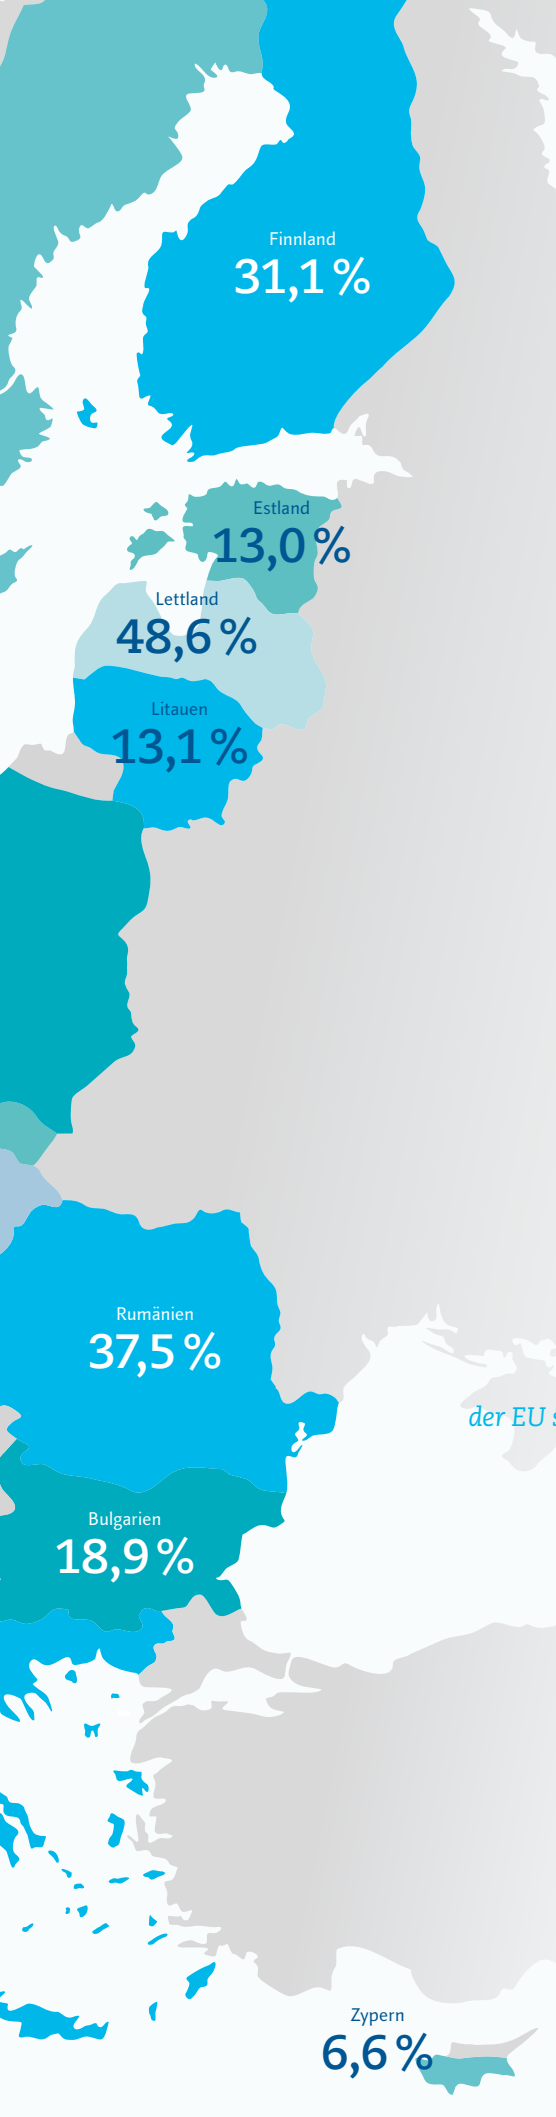 Finnland
31,1 %
Estland
13,0 %
Lettland
48,6 %
Litauen
13,1 %
Rumänien
37,5 %
der EU s
Bulgarien
18,9 %
Zypern
6,6 %